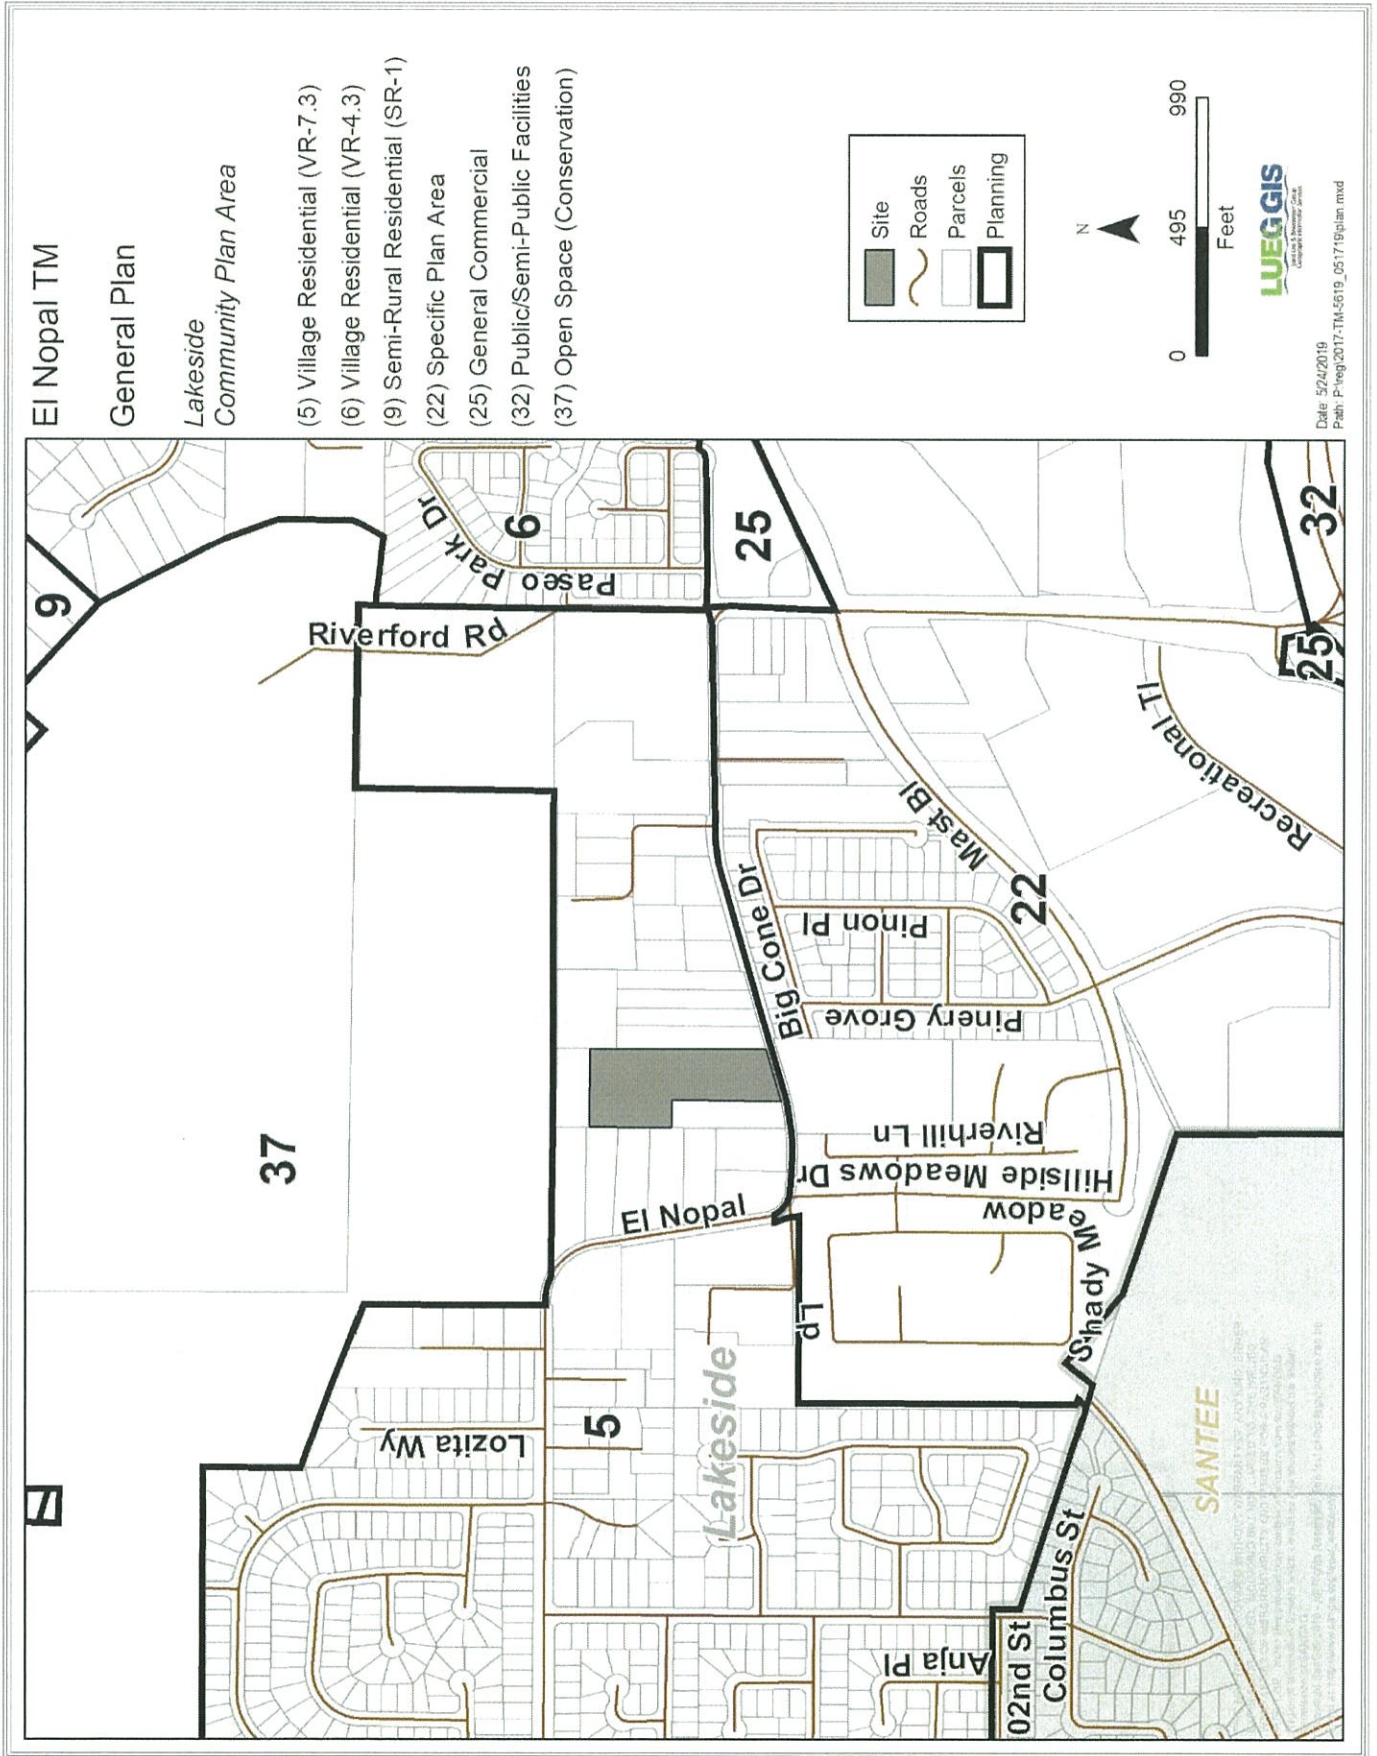 El Nopal TM
General Plan
Lakeside
Community Plan Area
(5) Village Residential (VR-7.3)
(6) Village Residential (VR-4.3)
(9) Semi-Rural Residential (SR-1)
(22) Specific Plan Area
(25) General Commercial
(32) Public/Semi-Public Facilities
(37) Open Space (Conservation)
Site
Roads
Parcels
Planning
N
0 495 990
Feet
LUEGGIS
Date: 5/24/2019
9
37
6
25
32
25
22
5
Riverford Rd
Paseo Park Dr
Recreational Tl
Mast Bl
Big Cone Dr
Pinon Pl
Pinery Grove
Riverhill Ln
Hillside Meadows Dr
El Nopal
Shady Meadow
Lp
Lozita Wy
Lakeside
SANTEE
Anja Pl
02nd St
Columbus St